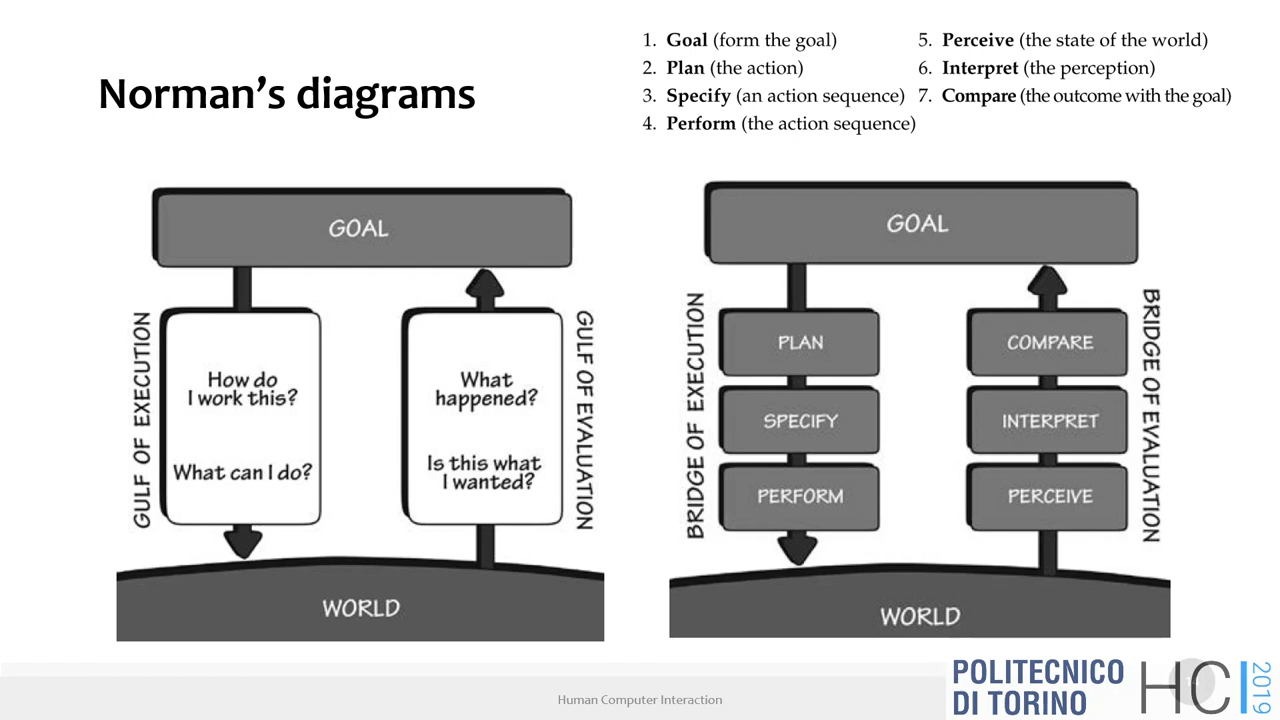 Norman's diagrams
1. Goal (form the goal)
2. Plan (the action)
3. Specify (an action sequence)
4. Perform (the action sequence)
5. Perceive (the state of the world)
6. Interpret (the perception)
7. Compare (the outcome with the goal)
GOAL
GULF OF EXECUTION
How do
I work this?
What can I do?
What
happened?
Is this what
I wanted?
GULF OF EVALUATION
WORLD
GOAL
BRIDGE OF EXECUTION
PLAN
SPECIFY
PERFORM
COMPARE
INTERPRET
PERCEIVE
BRIDGE OF EVALUATION
WORLD
Human Computer Interaction
POLITECNICO
DI TORINO
HCI
2019